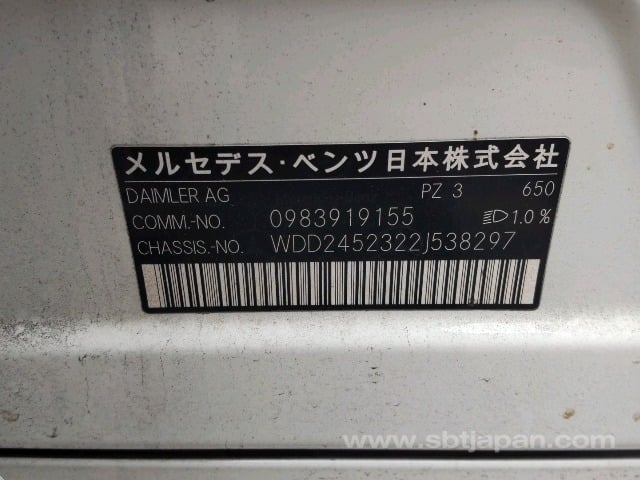 メルセデス・ベンツ日本株式会社
DAIMLER AG PZ 3 650
COMM.-NO. 0983919155 1.0%
CHASSIS.-NO. WDD2452322J538297
www.sbtjapan.com